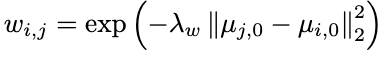 w_{i,j} = \exp\left(-\lambda_w \left\|\mu_{j,0} - \mu_{i,0}\right\|_2^2\right)